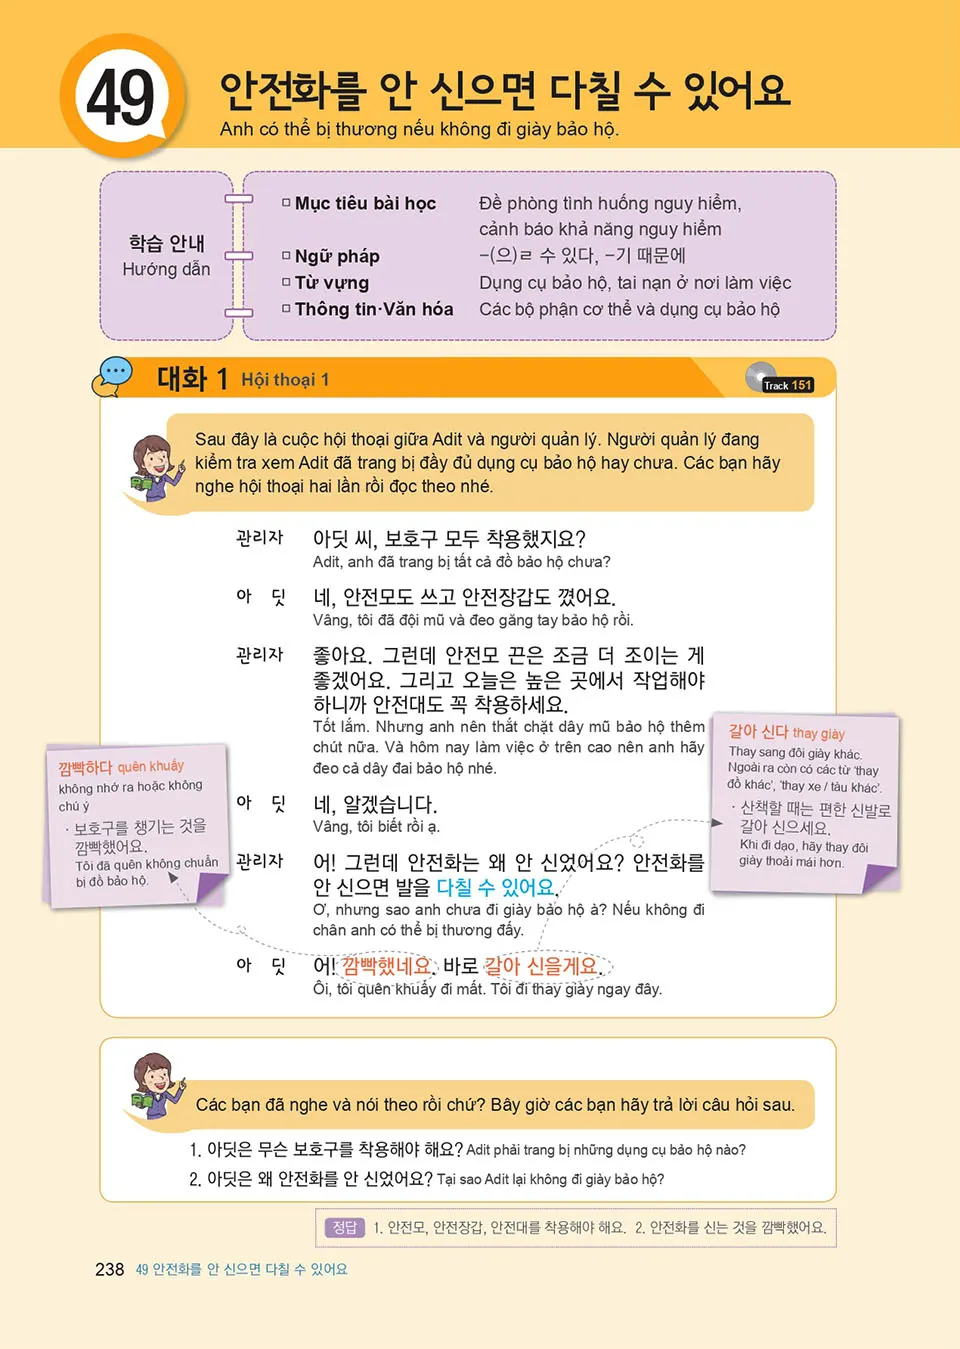 49
안전화를 안 신으면 다칠 수 있어요
Anh có thể bị thương nếu không đi giày bảo hộ.
학습 안내
Hướng dẫn
□ Mục tiêu bài học Đề phòng tình huống nguy hiểm,
cảnh báo khả năng nguy hiểm
□ Ngữ pháp -(으)ㄹ 수 있다, -기 때문에
□ Từ vựng Dụng cụ bảo hộ, tai nạn ở nơi làm việc
□ Thông tin·Văn hóa Các bộ phận cơ thể và dụng cụ bảo hộ
대화 1 Hội thoại 1
Track 151
Sau đây là cuộc hội thoại giữa Adit và người quản lý. Người quản lý đang
kiểm tra xem Adit đã trang bị đầy đủ dụng cụ bảo hộ hay chưa. Các bạn hãy
nghe hội thoại hai lần rồi đọc theo nhé.
관리자 아딧 씨, 보호구 모두 착용했지요?
Adit, anh đã trang bị tất cả đồ bảo hộ chưa?
아 딧 네, 안전모도 쓰고 안전장갑도 꼈어요.
Vâng, tôi đã đội mũ và đeo găng tay bảo hộ rồi.
관리자 좋아요. 그런데 안전모 끈은 조금 더 조이는 게
좋겠어요. 그리고 오늘은 높은 곳에서 작업해야
하니까 안전대도 꼭 착용하세요.
Tốt lắm. Nhưng anh nên thắt chặt dây mũ bảo hộ thêm
chút nữa. Và hôm nay làm việc ở trên cao nên anh hãy
đeo cả dây đai bảo hộ nhé.
아 딧 네, 알겠습니다.
Vâng, tôi biết rồi ạ.
관리자 어! 그런데 안전화는 왜 안 신었어요? 안전화를
안 신으면 발을 다칠 수 있어요.
Ơ, nhưng sao anh chưa đi giày bảo hộ à? Nếu không đi
chân anh có thể bị thương đấy.
아 딧 어! 깜빡했네요. 바로 갈아 신을게요.
Ôi, tôi quên khuấy đi mất. Tôi đi thay giày ngay đây.
깜빡하다 quên khuấy
không nhớ ra hoặc không
chú ý
· 보호구를 챙기는 것을
깜빡했어요.
Tôi đã quên không chuẩn
bị đồ bảo hộ.
갈아 신다 thay giày
Thay sang đôi giày khác.
Ngoài ra còn có các từ 'thay
đồ khác', 'thay xe / tàu khác'.
· 산책할 때는 편한 신발로
갈아 신으세요.
Khi đi dạo, hãy thay đôi
giày thoải mái hơn.
Các bạn đã nghe và nói theo rồi chứ? Bây giờ các bạn hãy trả lời câu hỏi sau.
1. 아딧은 무슨 보호구를 착용해야 해요? Adit phải trang bị những dụng cụ bảo hộ nào?
2. 아딧은 왜 안전화를 안 신었어요? Tại sao Adit lại không đi giày bảo hộ?
정답 1. 안전모, 안전장갑, 안전대를 착용해야 해요. 2. 안전화를 신는 것을 깜빡했어요.
238 49 안전화를 안 신으면 다칠 수 있어요